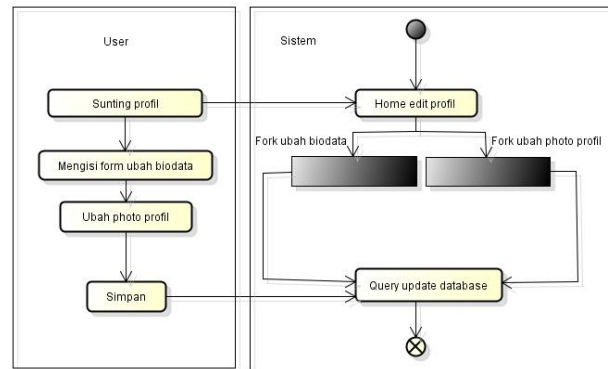 User
Sistem
Sunting profil
Home edit profil
Fork ubah biodata
Fork ubah photo profil
Mengisi form ubah biodata
Ubah photo profil
Simpan
Query update database